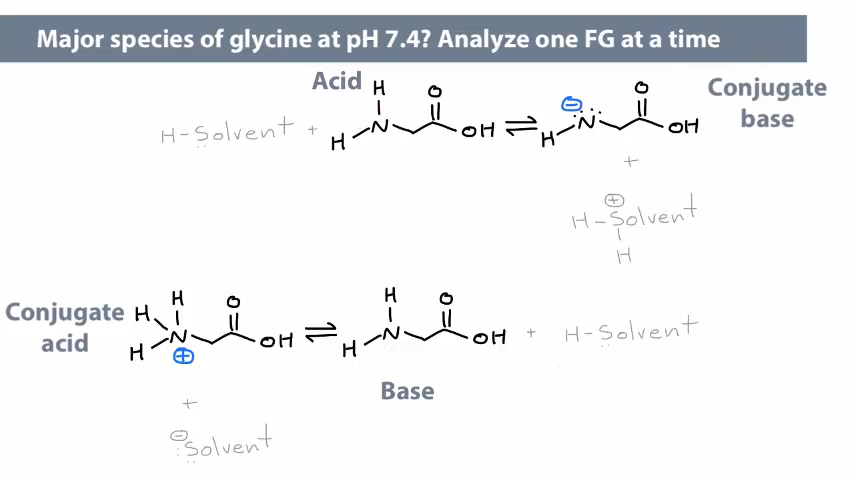 Major species of glycine at pH 7.4? Analyze one FG at a time
Acid
Conjugate
base
H-Solvent +
H
H
N
O
OH
⊖
H
N
O
OH
+
⊕
H-Solvent
H
Conjugate
acid
H
H
H
N
⊕
O
OH
H
H
N
O
OH
+ H-Solvent
Base
+
⊖
:Solvent